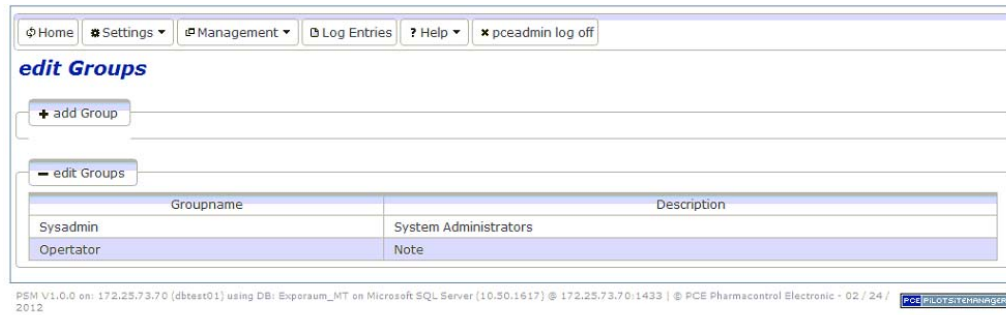 Home Settings Management Log Entries ? Help pceadmin log off
edit Groups
add Group
edit Groups
Groupname Description
Sysadmin System Administrators
Opertator Note
PSM V1.0.0 on: 172.25.73.70 (dbtest01) using DB: Exporaum_MT on Microsoft SQL Server (10.50.1617) @ 172.25.73.70:1433 | © PCE Pharmacontrol Electronic - 02 / 24 /
2012
PCE PILOTSITEMANAGER